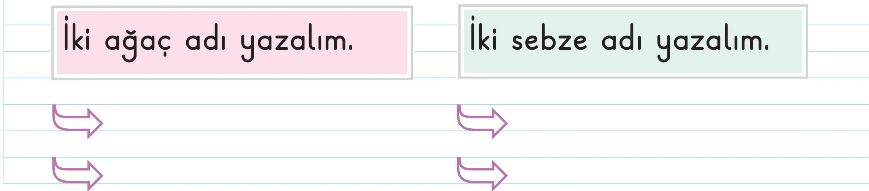 İki ağaç adı yazalım.
İki sebze adı yazalım.